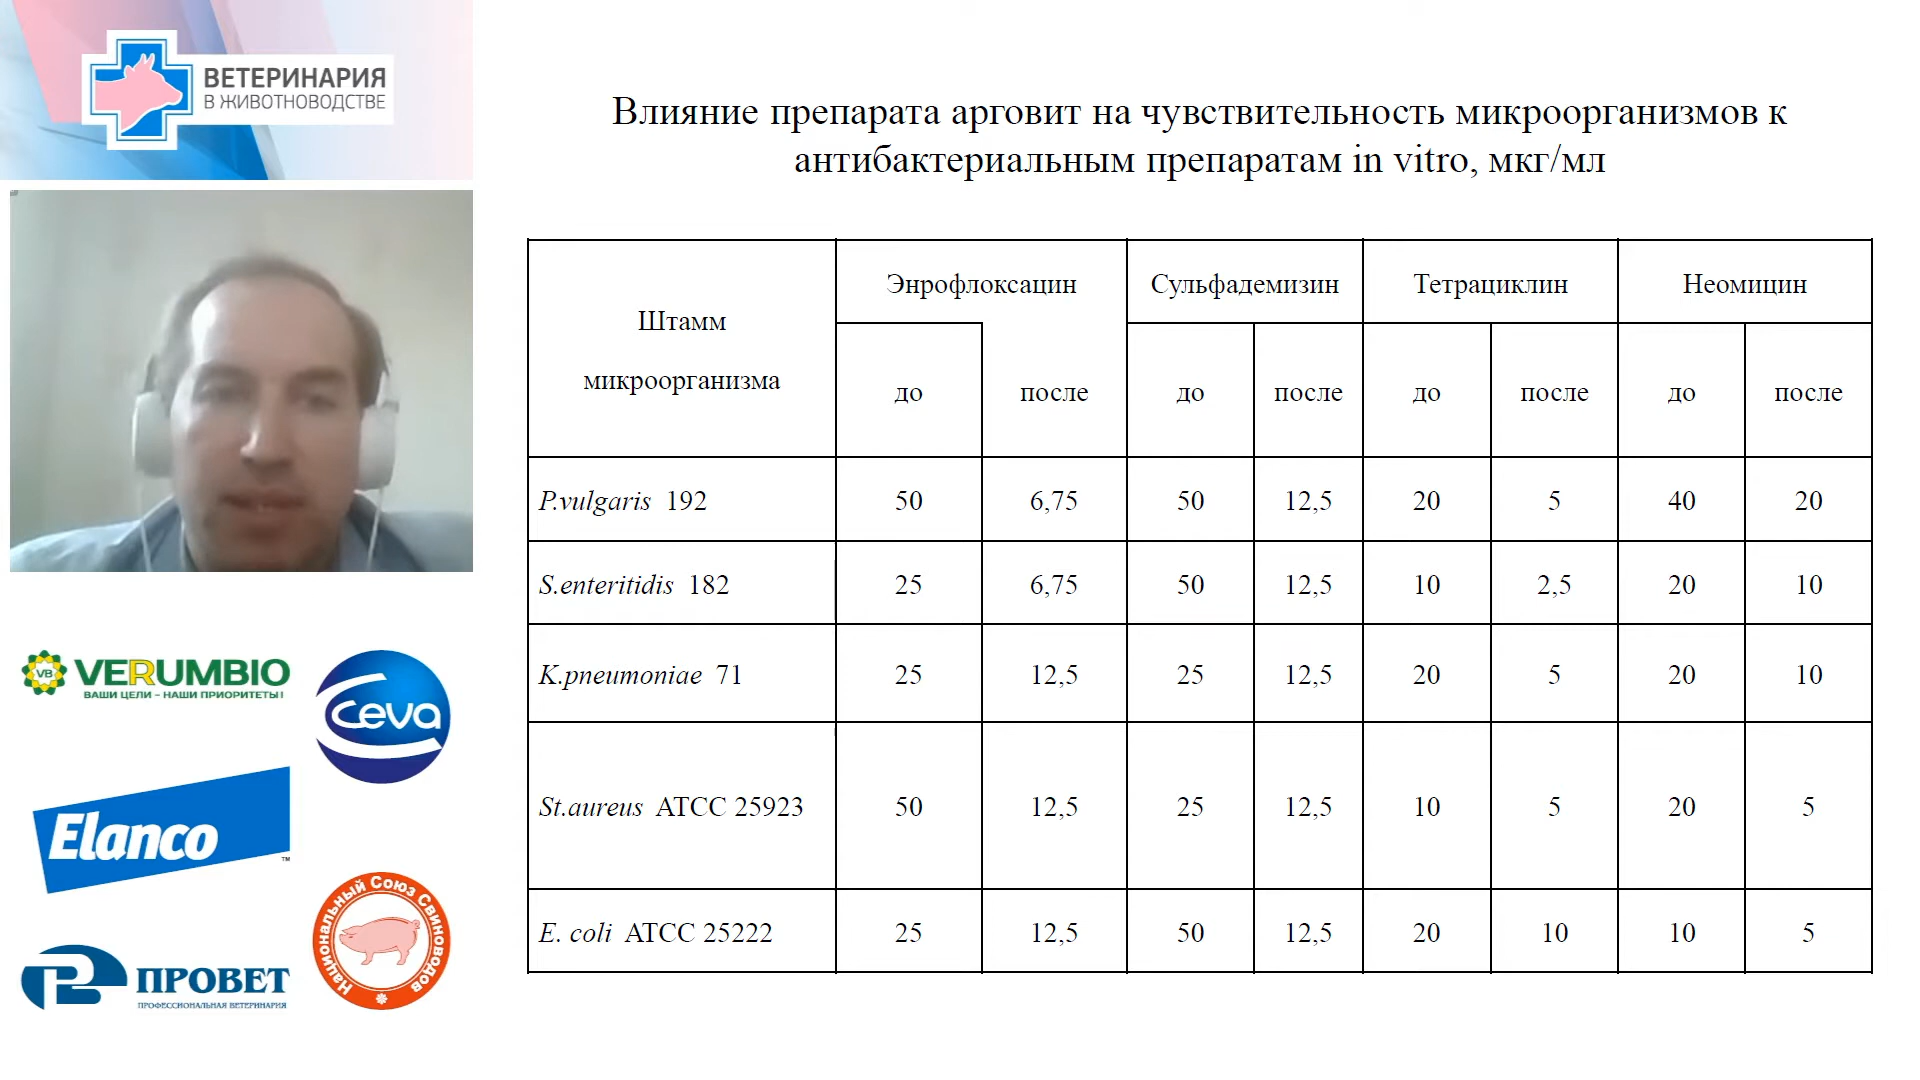 ВЕТЕРИНАРИЯ
В ЖИВОТНОВОДСТВЕ
Влияние препарата арговит на чувствительность микроорганизмов к
антибактериальным препаратам in vitro, мкг/мл
Штамм
микроорганизма
Энрофлоксацин Сульфадемизин Тетрациклин Неомицин
до после до после до после до после
P.vulgaris 192 50 6,75 50 12,5 20 5 40 20
S.enteritidis 182 25 6,75 50 12,5 10 2,5 20 10
K.pneumoniae 71 25 12,5 25 12,5 20 5 20 10
St.aureus ATCC 25923 50 12,5 25 12,5 10 5 20 5
E. coli ATCC 25222 25 12,5 50 12,5 20 10 10 5
VB VERUMBIO
ВАШИ ЦЕЛИ – НАШИ ПРИОРИТЕТЫ!
Ceva
Elanco
TM
Национальный Союз Свиноводов
ПРОВЕТ
ПРОФЕССИОНАЛЬНАЯ ВЕТЕРИНАРИЯ